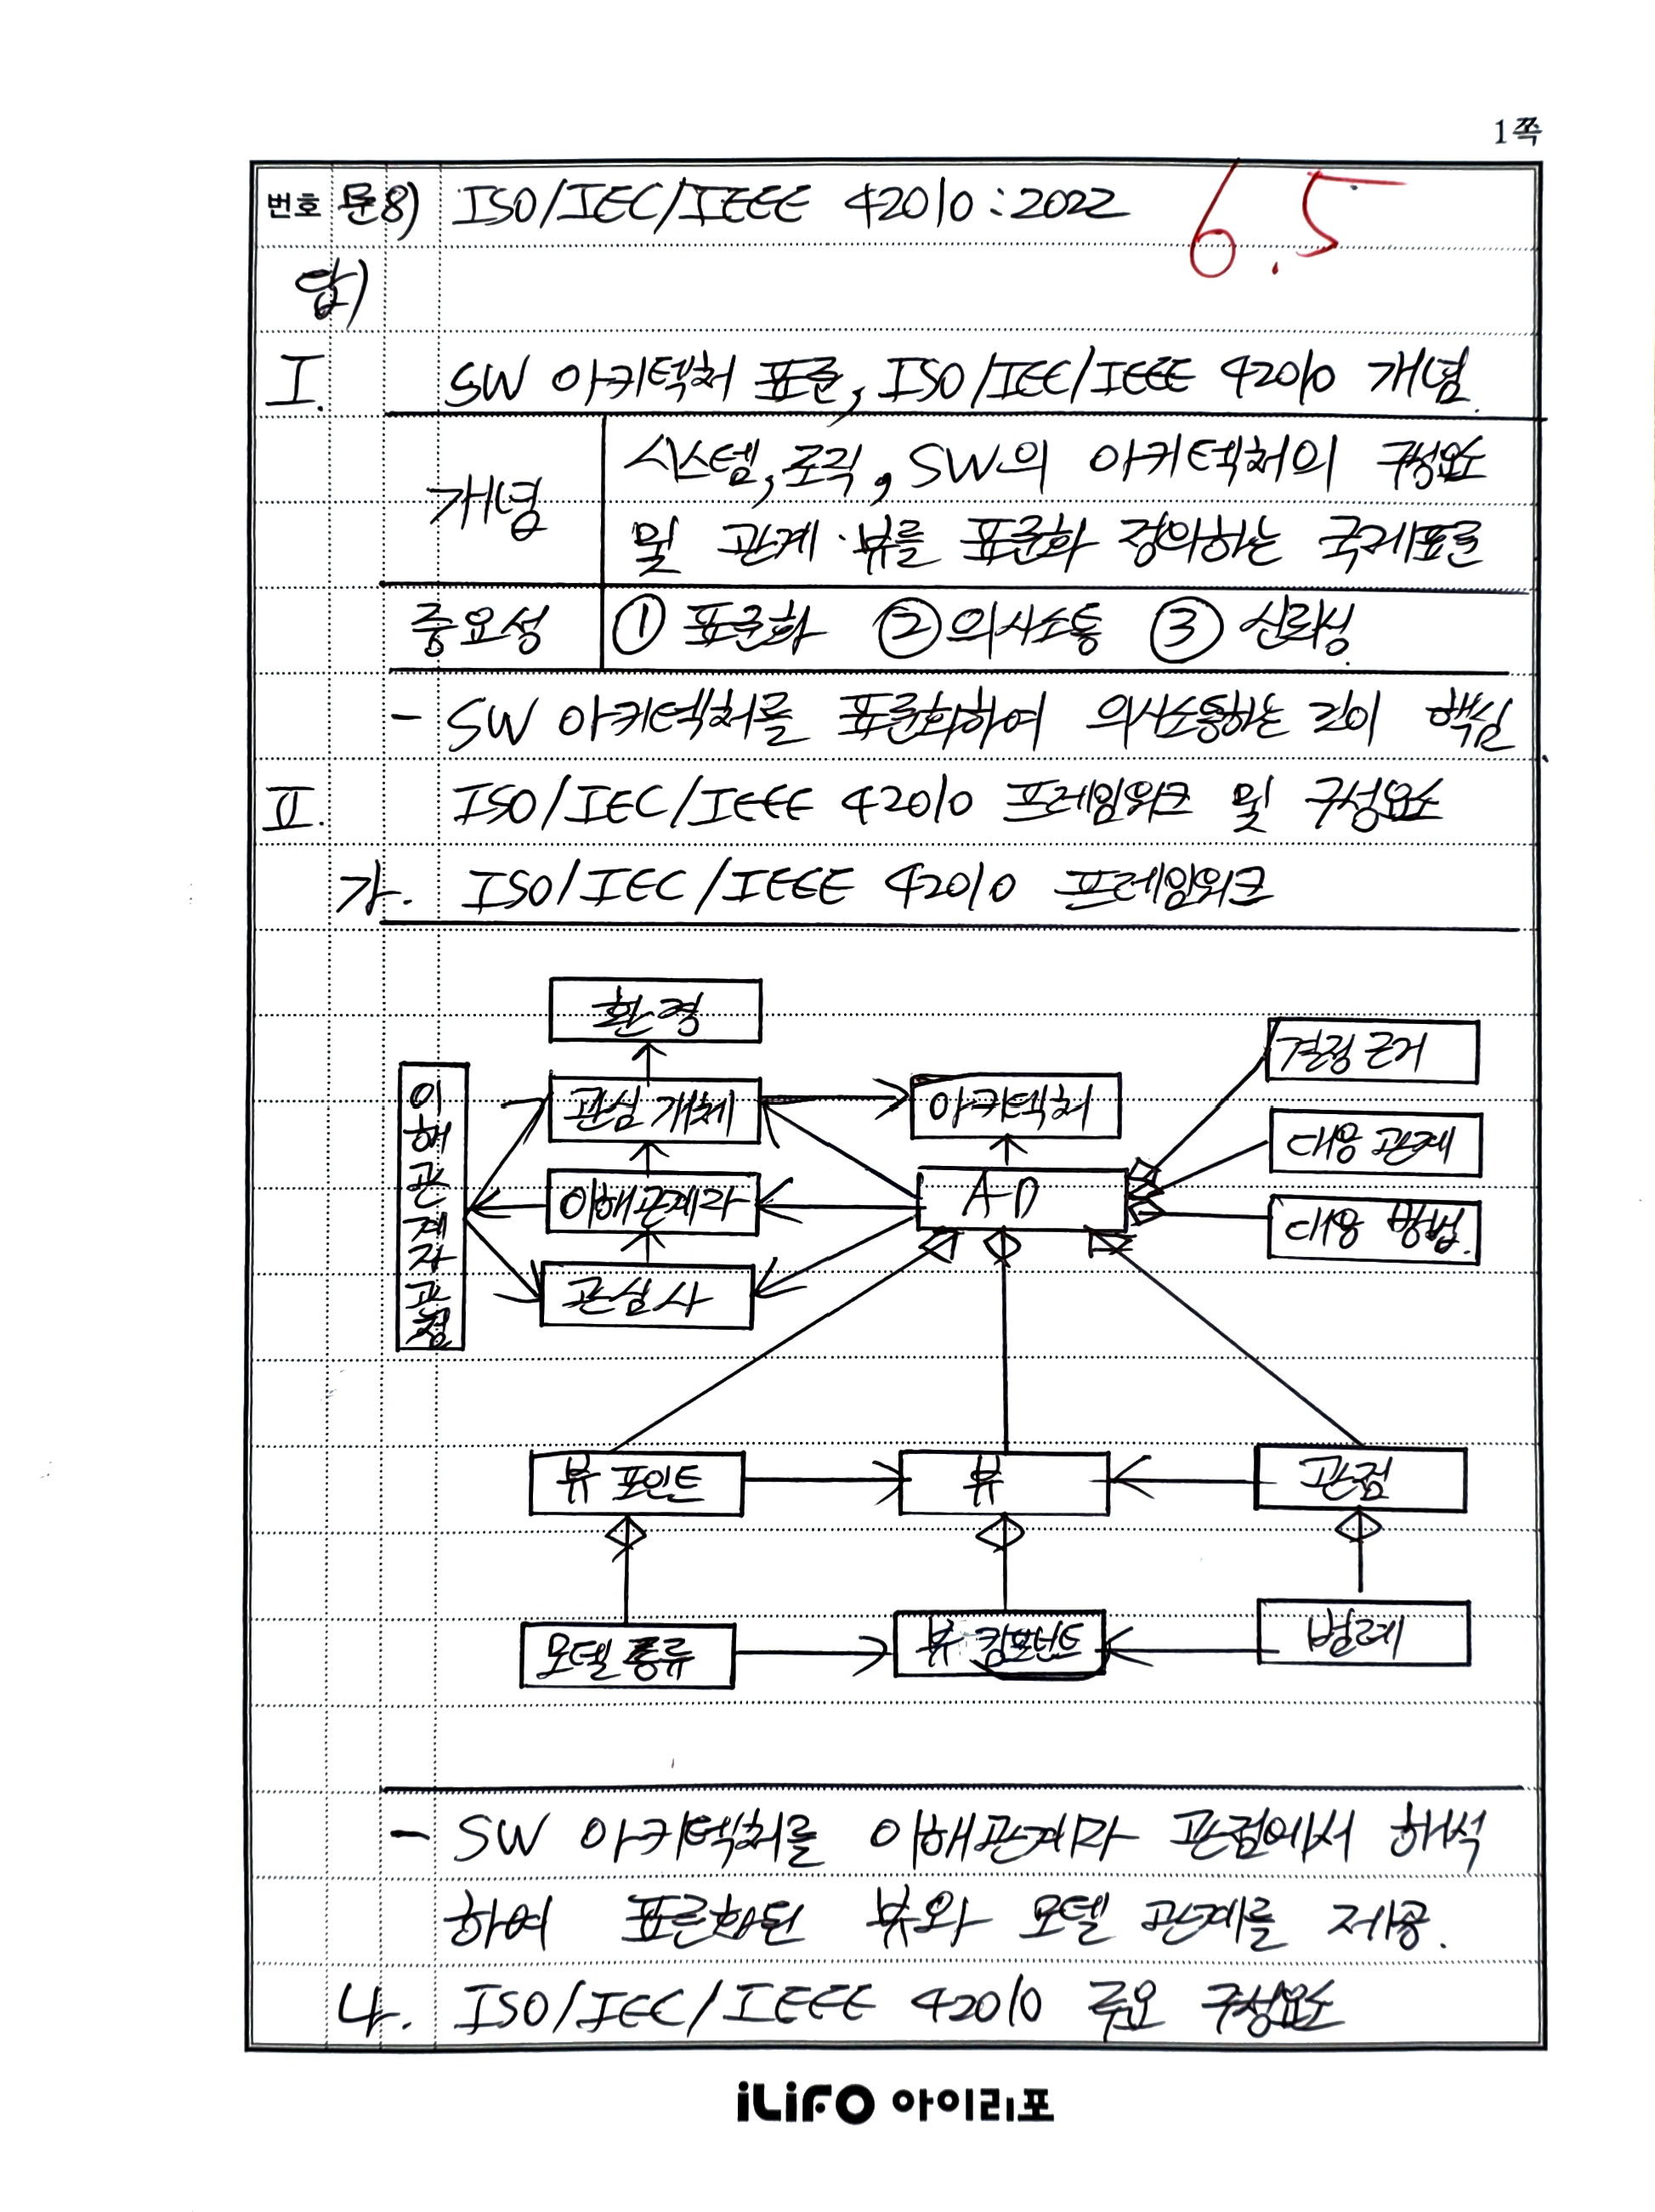 1쪽
번호 문8) ISO/IEC/IEEE 42010:2022
6.5
답)
I. SW 아키텍처 표준, ISO/IEC/IEEE 42010 개념.
개념 시스템, 로직, SW의 아키텍처의 구성요소
및 관계·뷰를 표준화 정의하는 국제표준
중요성 ① 표준화 ② 의사소통 ③ 신뢰성.
- SW 아키텍처를 표준화하여 의사소통하는 것이 핵심.
II. ISO/IEC/IEEE 42010 프레임워크 및 구성요소
가. ISO/IEC/IEEE 42010 프레임워크
환경
결정 근거
이해관계자관점
관심 개체
아키텍처
대응 관계
이해관계자
A-D
대응 방법.
관심사
뷰 포인트
뷰
관점
모델 종류
뷰 컴포넌트
범례
- SW 아키텍처를 이해관계자 관점에서 해석
하여 표준화된 뷰와 모델 관계를 제공.
나. ISO/IEC/IEEE 42010 주요 구성요소
iLiFO 아이리포